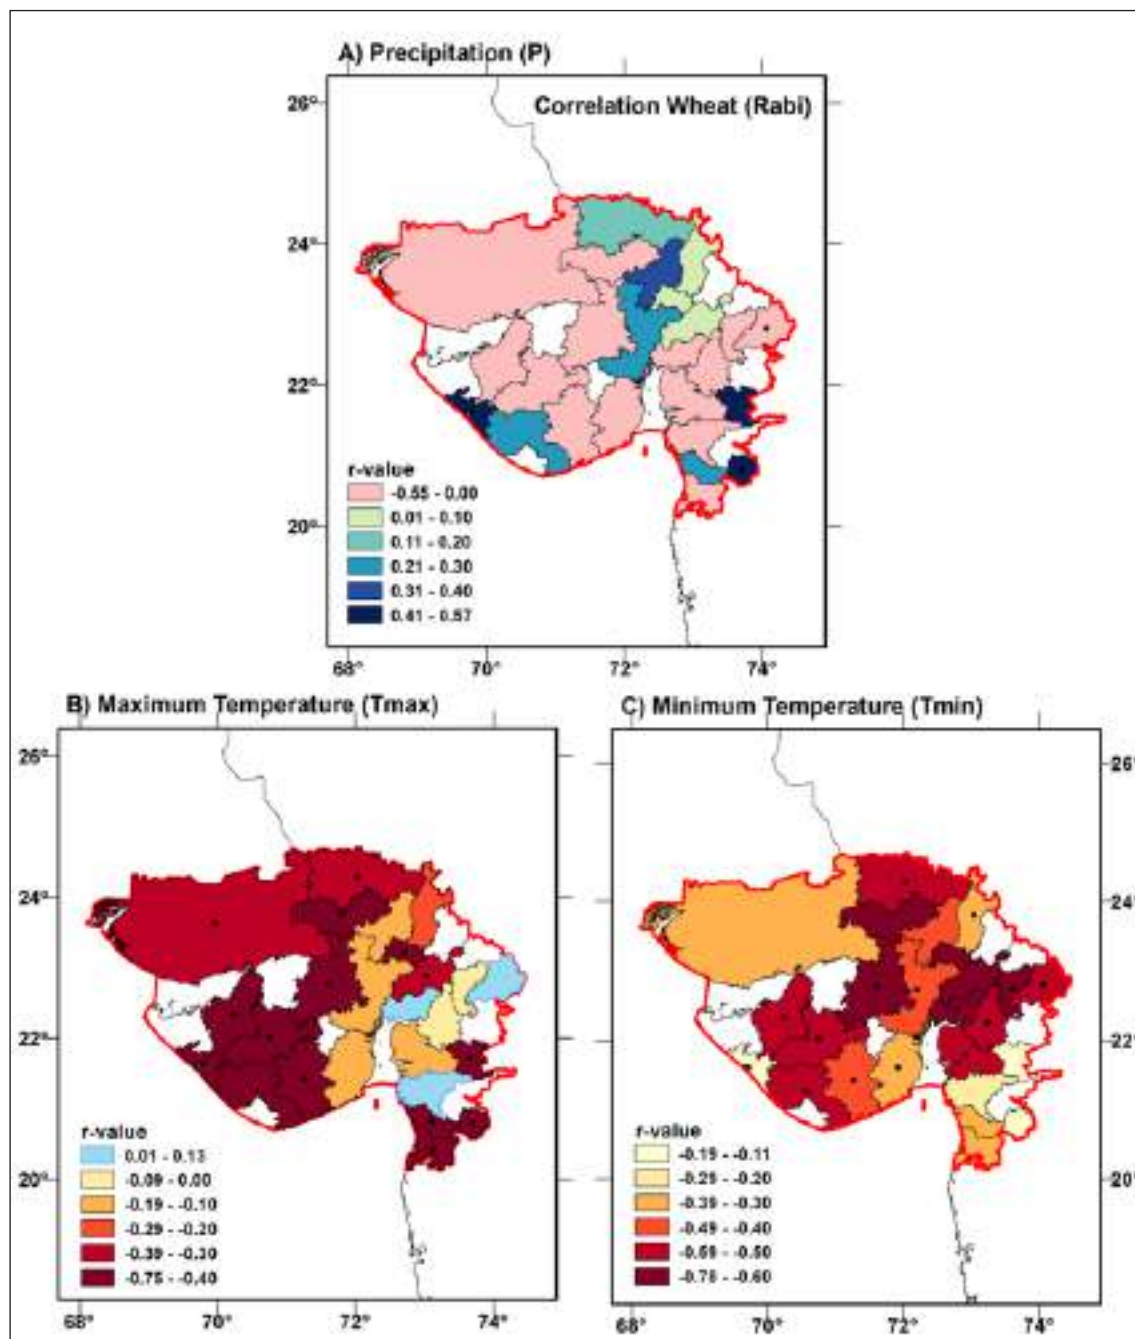 A) Precipitation (P)
68° 70° 72° 74°
Correlation Wheat (Rabi)
26°
24°
22°
20°
r-value
-0.55 - 0.00
0.01 - 0.10
0.11 - 0.20
0.21 - 0.30
0.31 - 0.40
0.41 - 0.57
68° 70° 72° 74°
B) Maximum Temperature (Tmax)
26°
24°
22°
20°
r-value
0.01 - 0.13
-0.09 - 0.00
-0.19 - -0.10
-0.29 - -0.20
-0.39 - -0.30
-0.75 - -0.40
68° 70° 72° 74°
C) Minimum Temperature (Tmin)
26°
24°
22°
20°
r-value
-0.19 - -0.11
-0.29 - -0.20
-0.39 - -0.30
-0.49 - -0.40
-0.59 - -0.50
68° 70° 72° 74°